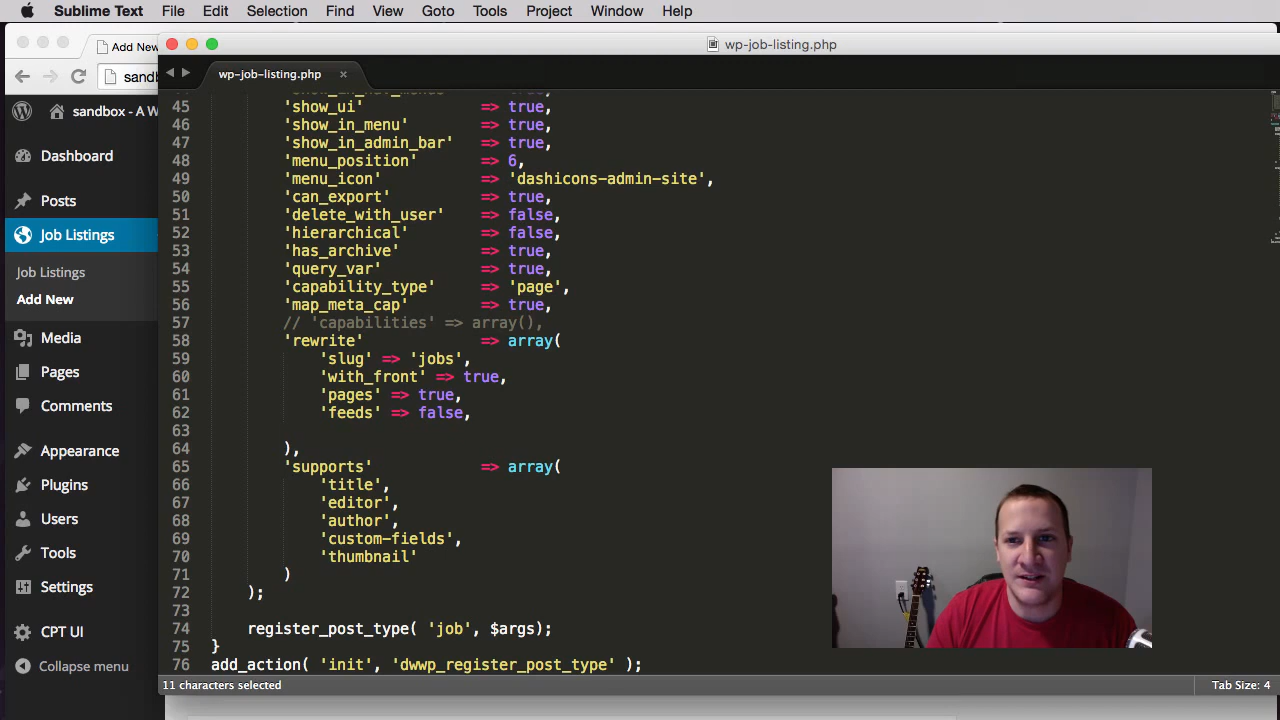 Sublime Text File Edit Selection Find View Goto Tools Project Window Help
Add New
wp-job-listing.php
wp-job-listing.php ×
sandb
sandbox - A W
Dashboard
Posts
Job Listings
Job Listings
Add New
Media
Pages
Comments
Appearance
Plugins
Users
Tools
Settings
CPT UI
Collapse menu
45 'show_ui' => true,
46 'show_in_menu' => true,
47 'show_in_admin_bar' => true,
48 'menu_position' => 6,
49 'menu_icon' => 'dashicons-admin-site',
50 'can_export' => true,
51 'delete_with_user' => false,
52 'hierarchical' => false,
53 'has_archive' => true,
54 'query_var' => true,
55 'capability_type' => 'page',
56 'map_meta_cap' => true,
57 // 'capabilities' => array(),
58 'rewrite' => array(
59 'slug' => 'jobs',
60 'with_front' => true,
61 'pages' => true,
62 'feeds' => false,
63
64 ),
65 'supports' => array(
66 'title',
67 'editor',
68 'author',
69 'custom-fields',
70 'thumbnail'
71 )
72 );
73
74 register_post_type( 'job', $args);
75 }
76 add_action( 'init', 'dwwp_register_post_type' );
11 characters selected
Tab Size: 4